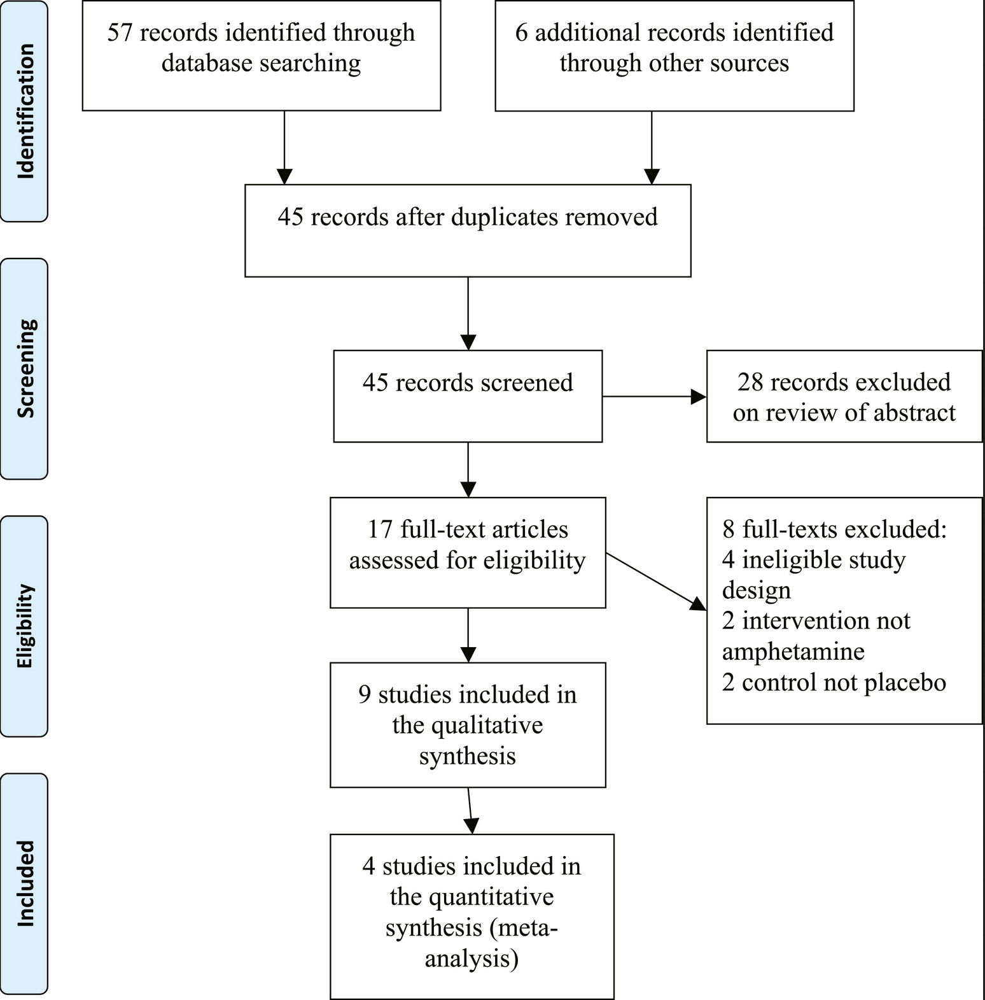 Identification
57 records identified through
database searching
6 additional records identified
through other sources
45 records after duplicates removed
Screening
45 records screened
28 records excluded
on review of abstract
Eligibility
17 full-text articles
assessed for eligibility
8 full-texts excluded:
4 ineligible study
design
2 intervention not
amphetamine
2 control not placebo
9 studies included in
the qualitative
synthesis
Included
4 studies included in
the quantitative
synthesis (meta-
analysis)